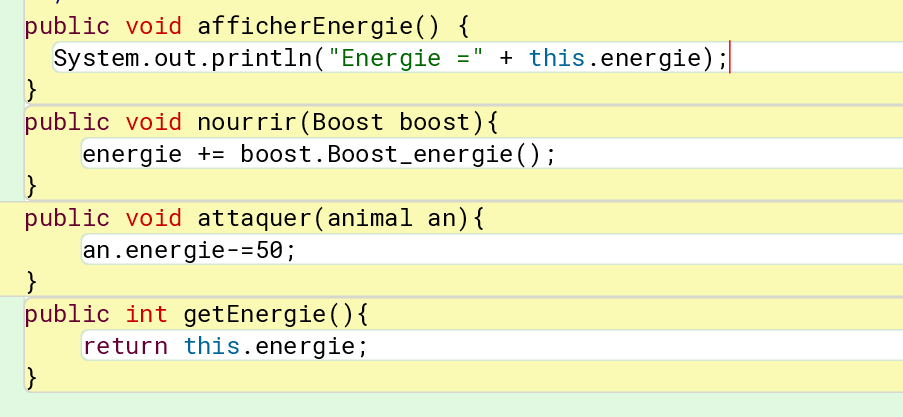 public void afficherEnergie() {
System.out.println("Energie =" + this.energie);
}
public void nourrir(Boost boost){
energie += boost.Boost_energie();
}
public void attaquer(animal an){
an.energie-=50;
}
public int getEnergie(){
return this.energie;
}